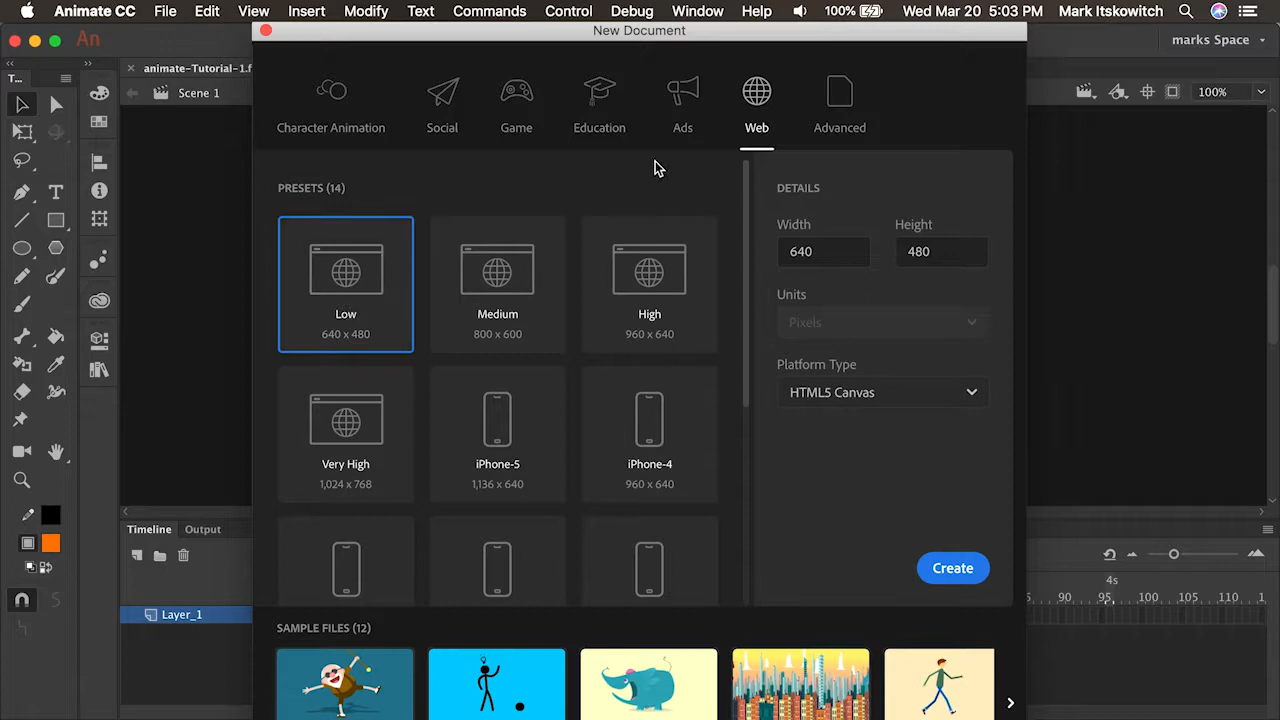 Animate CC File Edit View Insert Modify Text Commands Control Debug Window Help 100% Wed Mar 20 5:03 PM Mark Itskowitch
New Document
An
marks Space
T...
animate-Tutorial-1.f
Scene 1
100%
Character Animation Social Game Education Ads Web Advanced
PRESETS (14)
Low
640 x 480
Medium
800 x 600
High
960 x 640
Very High
1,024 x 768
iPhone-5
1,136 x 640
iPhone-4
960 x 640
DETAILS
Width Height
640 480
Units
Pixels
Platform Type
HTML5 Canvas
Create
SAMPLE FILES (12)
Timeline Output
4s
90 95 100 105 110 1
Layer_1